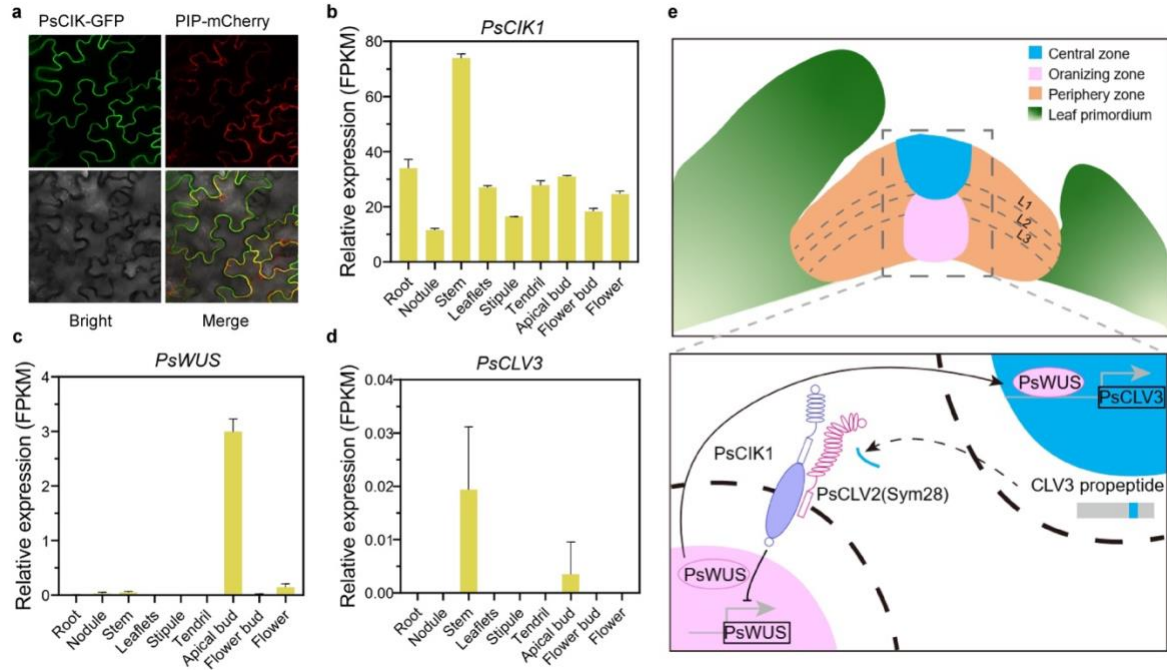 a
PsCIK-GFP
PIP-mCherry
Bright
Merge
b
PsCIK1
Relative expression (FPKM)
80
60
40
20
0
Root
Nodule
Stem
Leaflets
Stipule
Tendril
Apical bud
Flower bud
Flower
c
PsWUS
Relative expression (FPKM)
4
3
2
1
0
Root
Nodule
Stem
Leaflets
Stipule
Tendril
Apical bud
Flower bud
Flower
d
PsCLV3
Relative expression (FPKM)
0.04
0.03
0.02
0.01
0.00
Root
Nodule
Stem
Leaflets
Stipule
Tendril
Apical bud
Flower bud
Flower
e
Central zone
Oranizing zone
Periphery zone
Leaf primordium
L1
L2
L3
PsWUS
PsCLV3
PsCIK1
PsCLV2(Sym28)
CLV3 propeptide
PsWUS
PsWUS